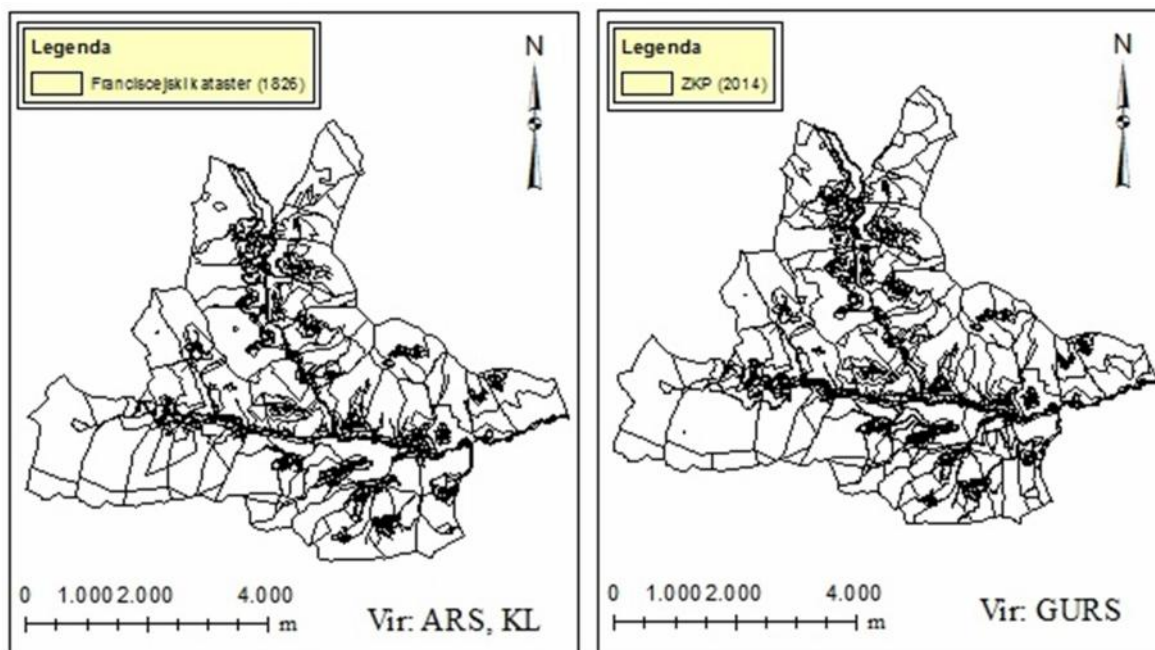 Legenda
Franciscejski kataster (1826)
N
0 1.000 2.000 4.000
m
Vir: ARS, KL
Legenda
ZKP (2014)
N
0 1.000 2.000 4.000
m
Vir: GURS